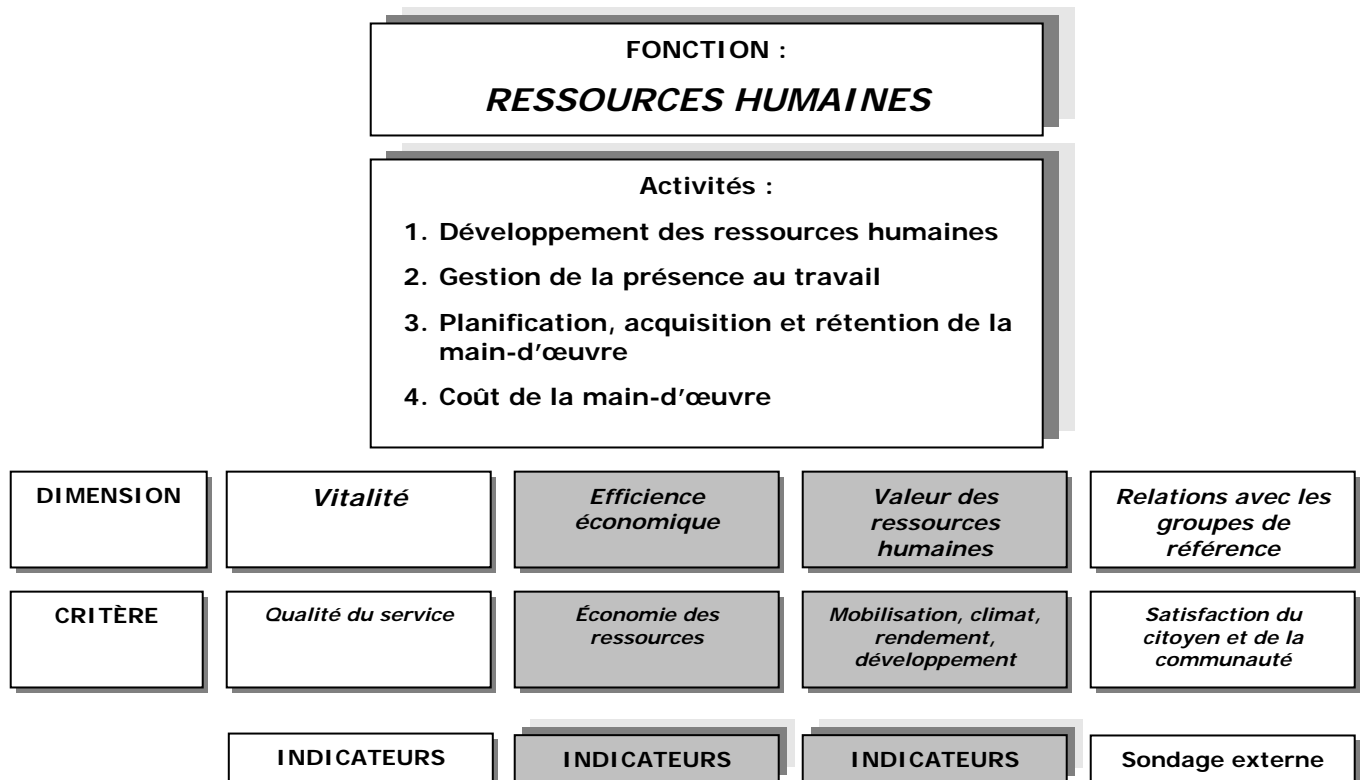 FONCTION :
RESSOURCES HUMAINES
Activités :
1. Développement des ressources humaines
2. Gestion de la présence au travail
3. Planification, acquisition et rétention de la
main-d'œuvre
4. Coût de la main-d'œuvre
DIMENSION
Vitalité
Efficience
économique
Valeur des
ressources
humaines
Relations avec les
groupes de
référence
CRITÈRE
Qualité du service
Économie des
ressources
Mobilisation, climat,
rendement,
développement
Satisfaction du
citoyen et de la
communauté
INDICATEURS
INDICATEURS
INDICATEURS
Sondage externe